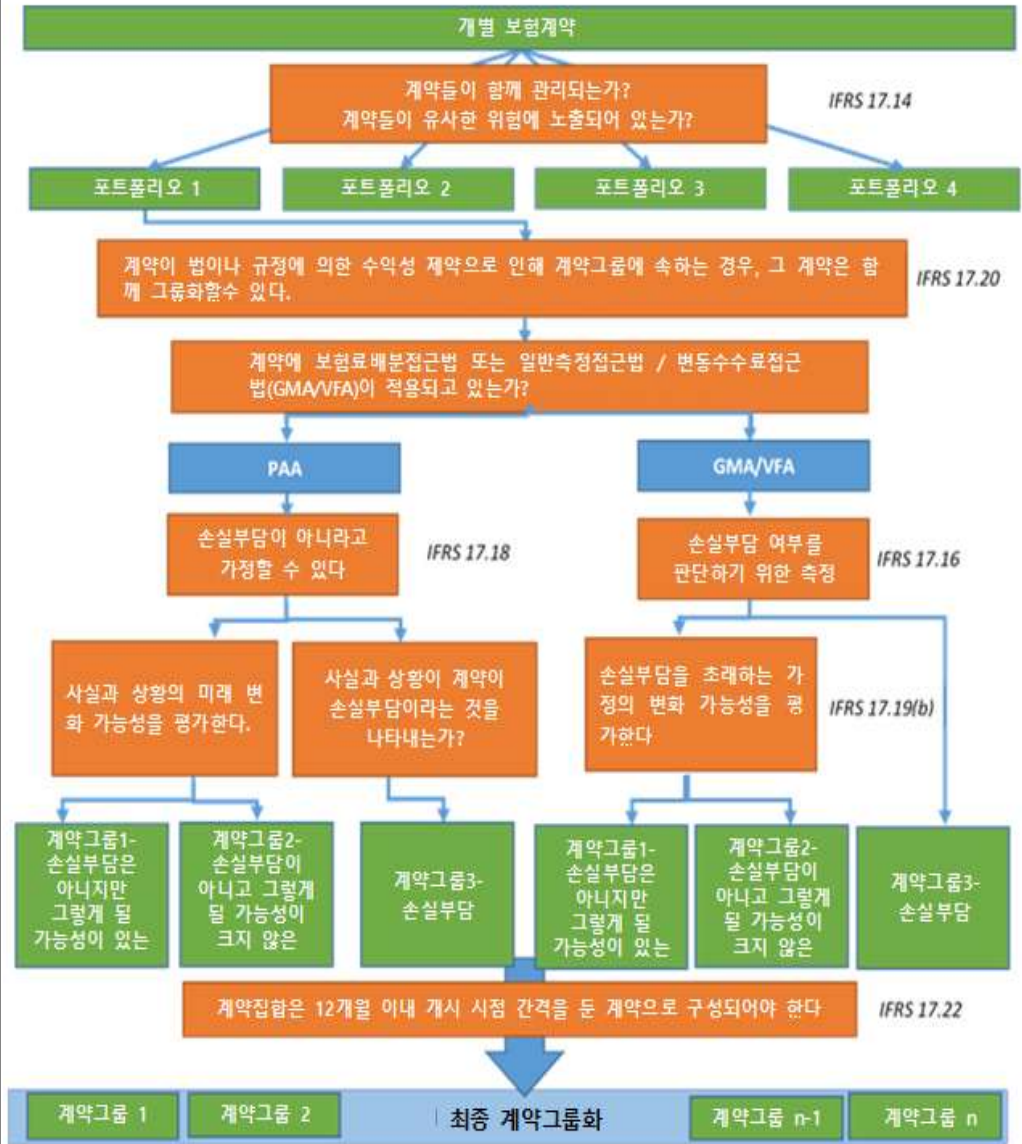 개별 보험계약
계약들이 함께 관리되는가?
계약들이 유사한 위험에 노출되어 있는가?
IFRS 17.14
포트폴리오 1
포트폴리오 2
포트폴리오 3
포트폴리오 4
계약이 법이나 규정에 의한 수익성 제약으로 인해 계약그룹에 속하는 경우, 그 계약은 함
께 그룹화할수 있다.
IFRS 17.20
계약에 보험료배분접근법 또는 일반측정접근법 / 변동수수료접근
법(GMA/VFA)이 적용되고 있는가?
PAA
GMA/VFA
손실부담이 아니라고
가정할 수 있다
IFRS 17.18
손실부담 여부를
판단하기 위한 측정
IFRS 17.16
사실과 상황의 미래 변
화 가능성을 평가한다.
사실과 상황이 계약이
손실부담이라는 것을
나타내는가?
손실부담을 초래하는 가
정의 변화 가능성을 평
가한다
IFRS 17.19(b)
계약그룹1-
손실부담은
아니지만
그렇게 될
가능성이 있는
계약그룹2-
손실부담이
아니고 그렇게
될 가능성이
크지 않은
계약그룹3-
손실부담
계약그룹1-
손실부담은
아니지만
그렇게 될
가능성이 있는
계약그룹2-
손실부담이
아니고 그렇게
될 가능성이
크지 않은
계약그룹3-
손실부담
계약집합은 12개월 이내 개시 시점 간격을 둔 계약으로 구성되어야 한다
IFRS 17.22
계약그룹 1
계약그룹 2
최종 계약그룹화
계약그룹 n-1
계약그룹 n